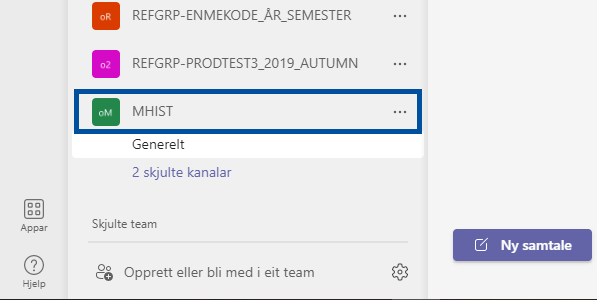 oR REFGRP-ENMEKODE_ÅR_SEMESTER
o2 REFGRP-PRODTEST3_2019_AUTUMN
oM MHIST
Generelt
2 skjulte kanalar
Skjulte team
Appar
Opprett eller bli med i eit team
Hjelp
Ny samtale